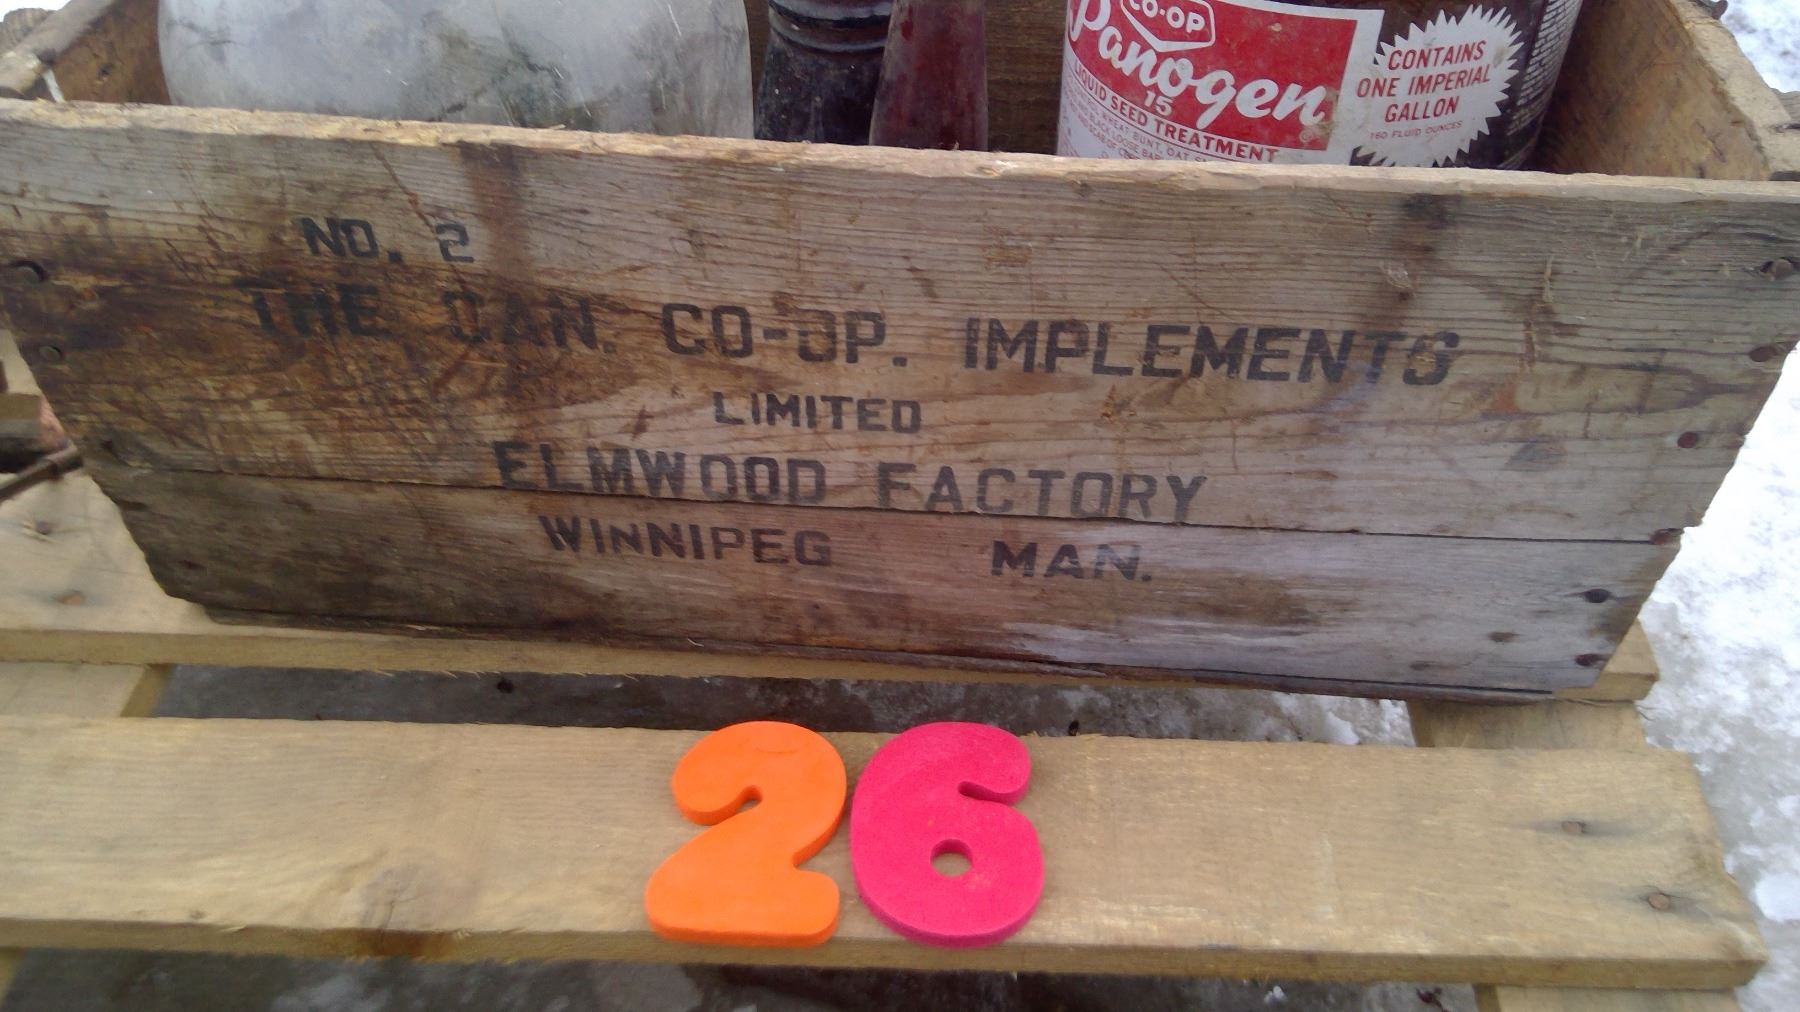 CO-OP
Panogen
15
LIQUID SEED TREATMENT
CONTAINS
ONE IMPERIAL
GALLON
160 FLUID OUNCES
NO. 2
THE CAN. CO-OP. IMPLEMENTS
LIMITED
ELMWOOD FACTORY
WINNIPEG MAN.
26